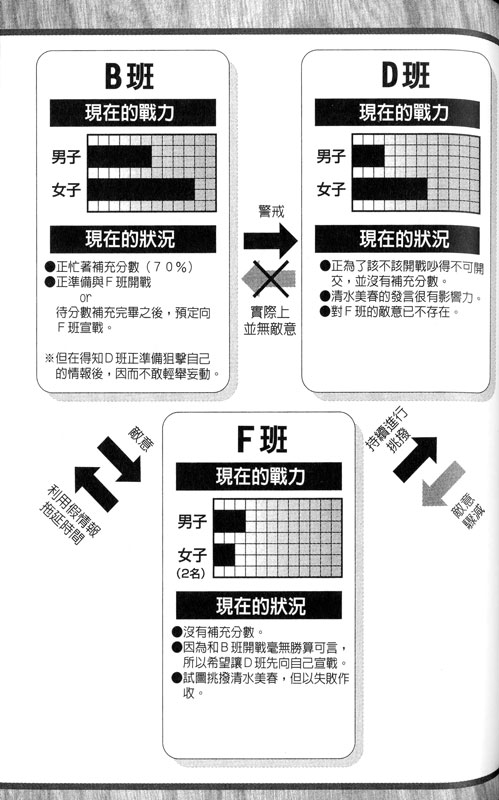 B班
現在的戰力
男子
女子
現在的狀況
●正忙著補充分數（70%）
●正準備與F班開戰
or
待分數補充完畢之後，預定向
F班宣戰。
※但在得知D班正準備狙擊自己
的情報後，因而不敢輕舉妄動。
警戒
實際上
並無敵意
D班
現在的戰力
男子
女子
現在的狀況
●正為了該不該開戰吵得不可開
交，並沒有補充分數。
●清水美春的發言很有影響力。
●對F班的敵意已不存在。
敵意
利用假情報
拖延時間
F班
現在的戰力
男子
女子
(2名)
現在的狀況
●沒有補充分數。
●因為和B班開戰毫無勝算可言，
所以希望讓D班先向自己宣戰。
●試圖挑撥清水美春，但以失敗作
收。
持續進行
挑撥
敵意
驟減